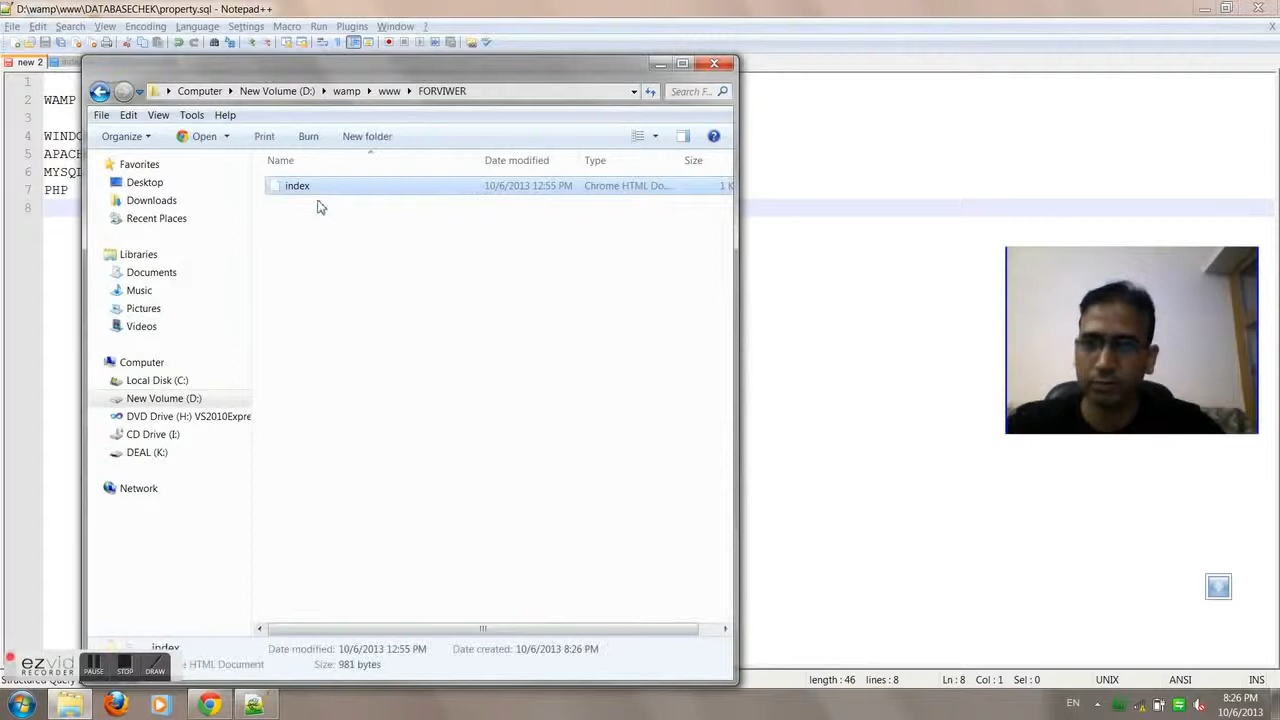 D:\wamp\www\DATABASECHEK\property.sql - Notepad++
File Edit Search View Encoding Language Settings Macro Run Plugins Window ?
X
new 2
1
2 WAMP
3
4 WINDO
5 APACH
6 MYSQL
7 PHP
8
Computer New Volume (D:) wamp www FORVIWER
Search F...
File Edit View Tools Help
Organize Open Print Burn New folder
Name Date modified Type Size
index 10/6/2013 12:55 PM Chrome HTML Do... 1 K
Favorites
Desktop
Downloads
Recent Places
Libraries
Documents
Music
Pictures
Videos
Computer
Local Disk (C:)
New Volume (D:)
DVD Drive (H:) VS2010Expre
CD Drive (I:)
DEAL (K:)
Network
index Date modified: 10/6/2013 12:55 PM Date created: 10/6/2013 8:26 PM
HTML Document Size: 981 bytes
ezvid
RECORDER
PAUSE STOP DRAW
length : 46 lines : 8 Ln : 8 Col : 1 Sel : 0 UNIX ANSI INS
EN
8:26 PM
10/6/2013